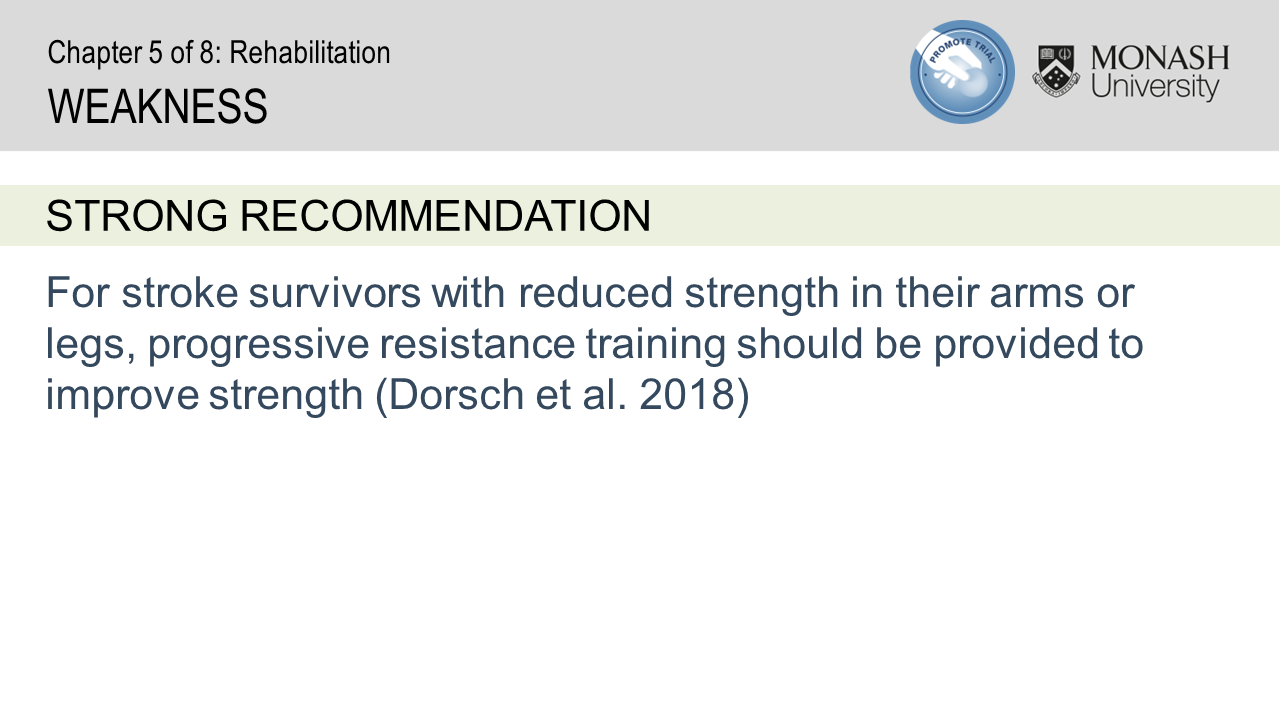 Chapter 5 of 8: Rehabilitation
WEAKNESS
PROMOTE TRIAL
MONASH
University
STRONG RECOMMENDATION
For stroke survivors with reduced strength in their arms or
legs, progressive resistance training should be provided to
improve strength (Dorsch et al. 2018)